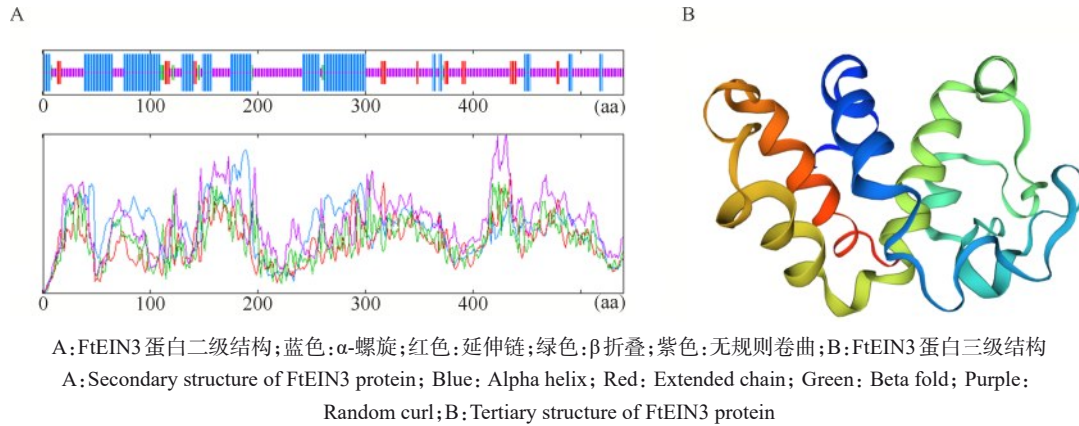 A
B
0 100 200 300 400 (aa)
0 100 200 300 400 (aa)
A:FtEIN3蛋白二级结构;蓝色:α-螺旋;红色:延伸链;绿色:β折叠;紫色:无规则卷曲;B:FtEIN3蛋白三级结构
A:Secondary structure of FtEIN3 protein; Blue: Alpha helix; Red: Extended chain; Green: Beta fold; Purple:
Random curl;B:Tertiary structure of FtEIN3 protein